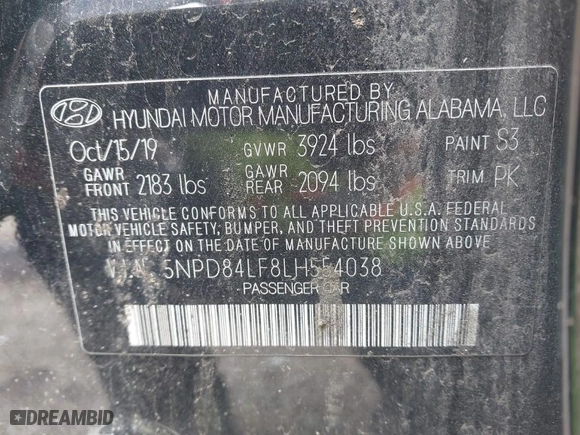 MANUFACTURED BY
HYUNDAI MOTOR MANUFACTURING ALABAMA, LLC
Oct/15/19 GVWR 3924 lbs PAINT S3
GAWR FRONT 2183 lbs GAWR REAR 2094 lbs TRIM PK
THIS VEHICLE CONFORMS TO ALL APPLICABLE U.S.A. FEDERAL
MOTOR VEHICLE SAFETY, BUMPER, AND THEFT PREVENTION STANDARDS
IN EFFECT ON THE DATE OF MANUFACTURE SHOWN ABOVE
VIN 5NPD84LF8LH554038
PASSENGER CAR
DREAMBID